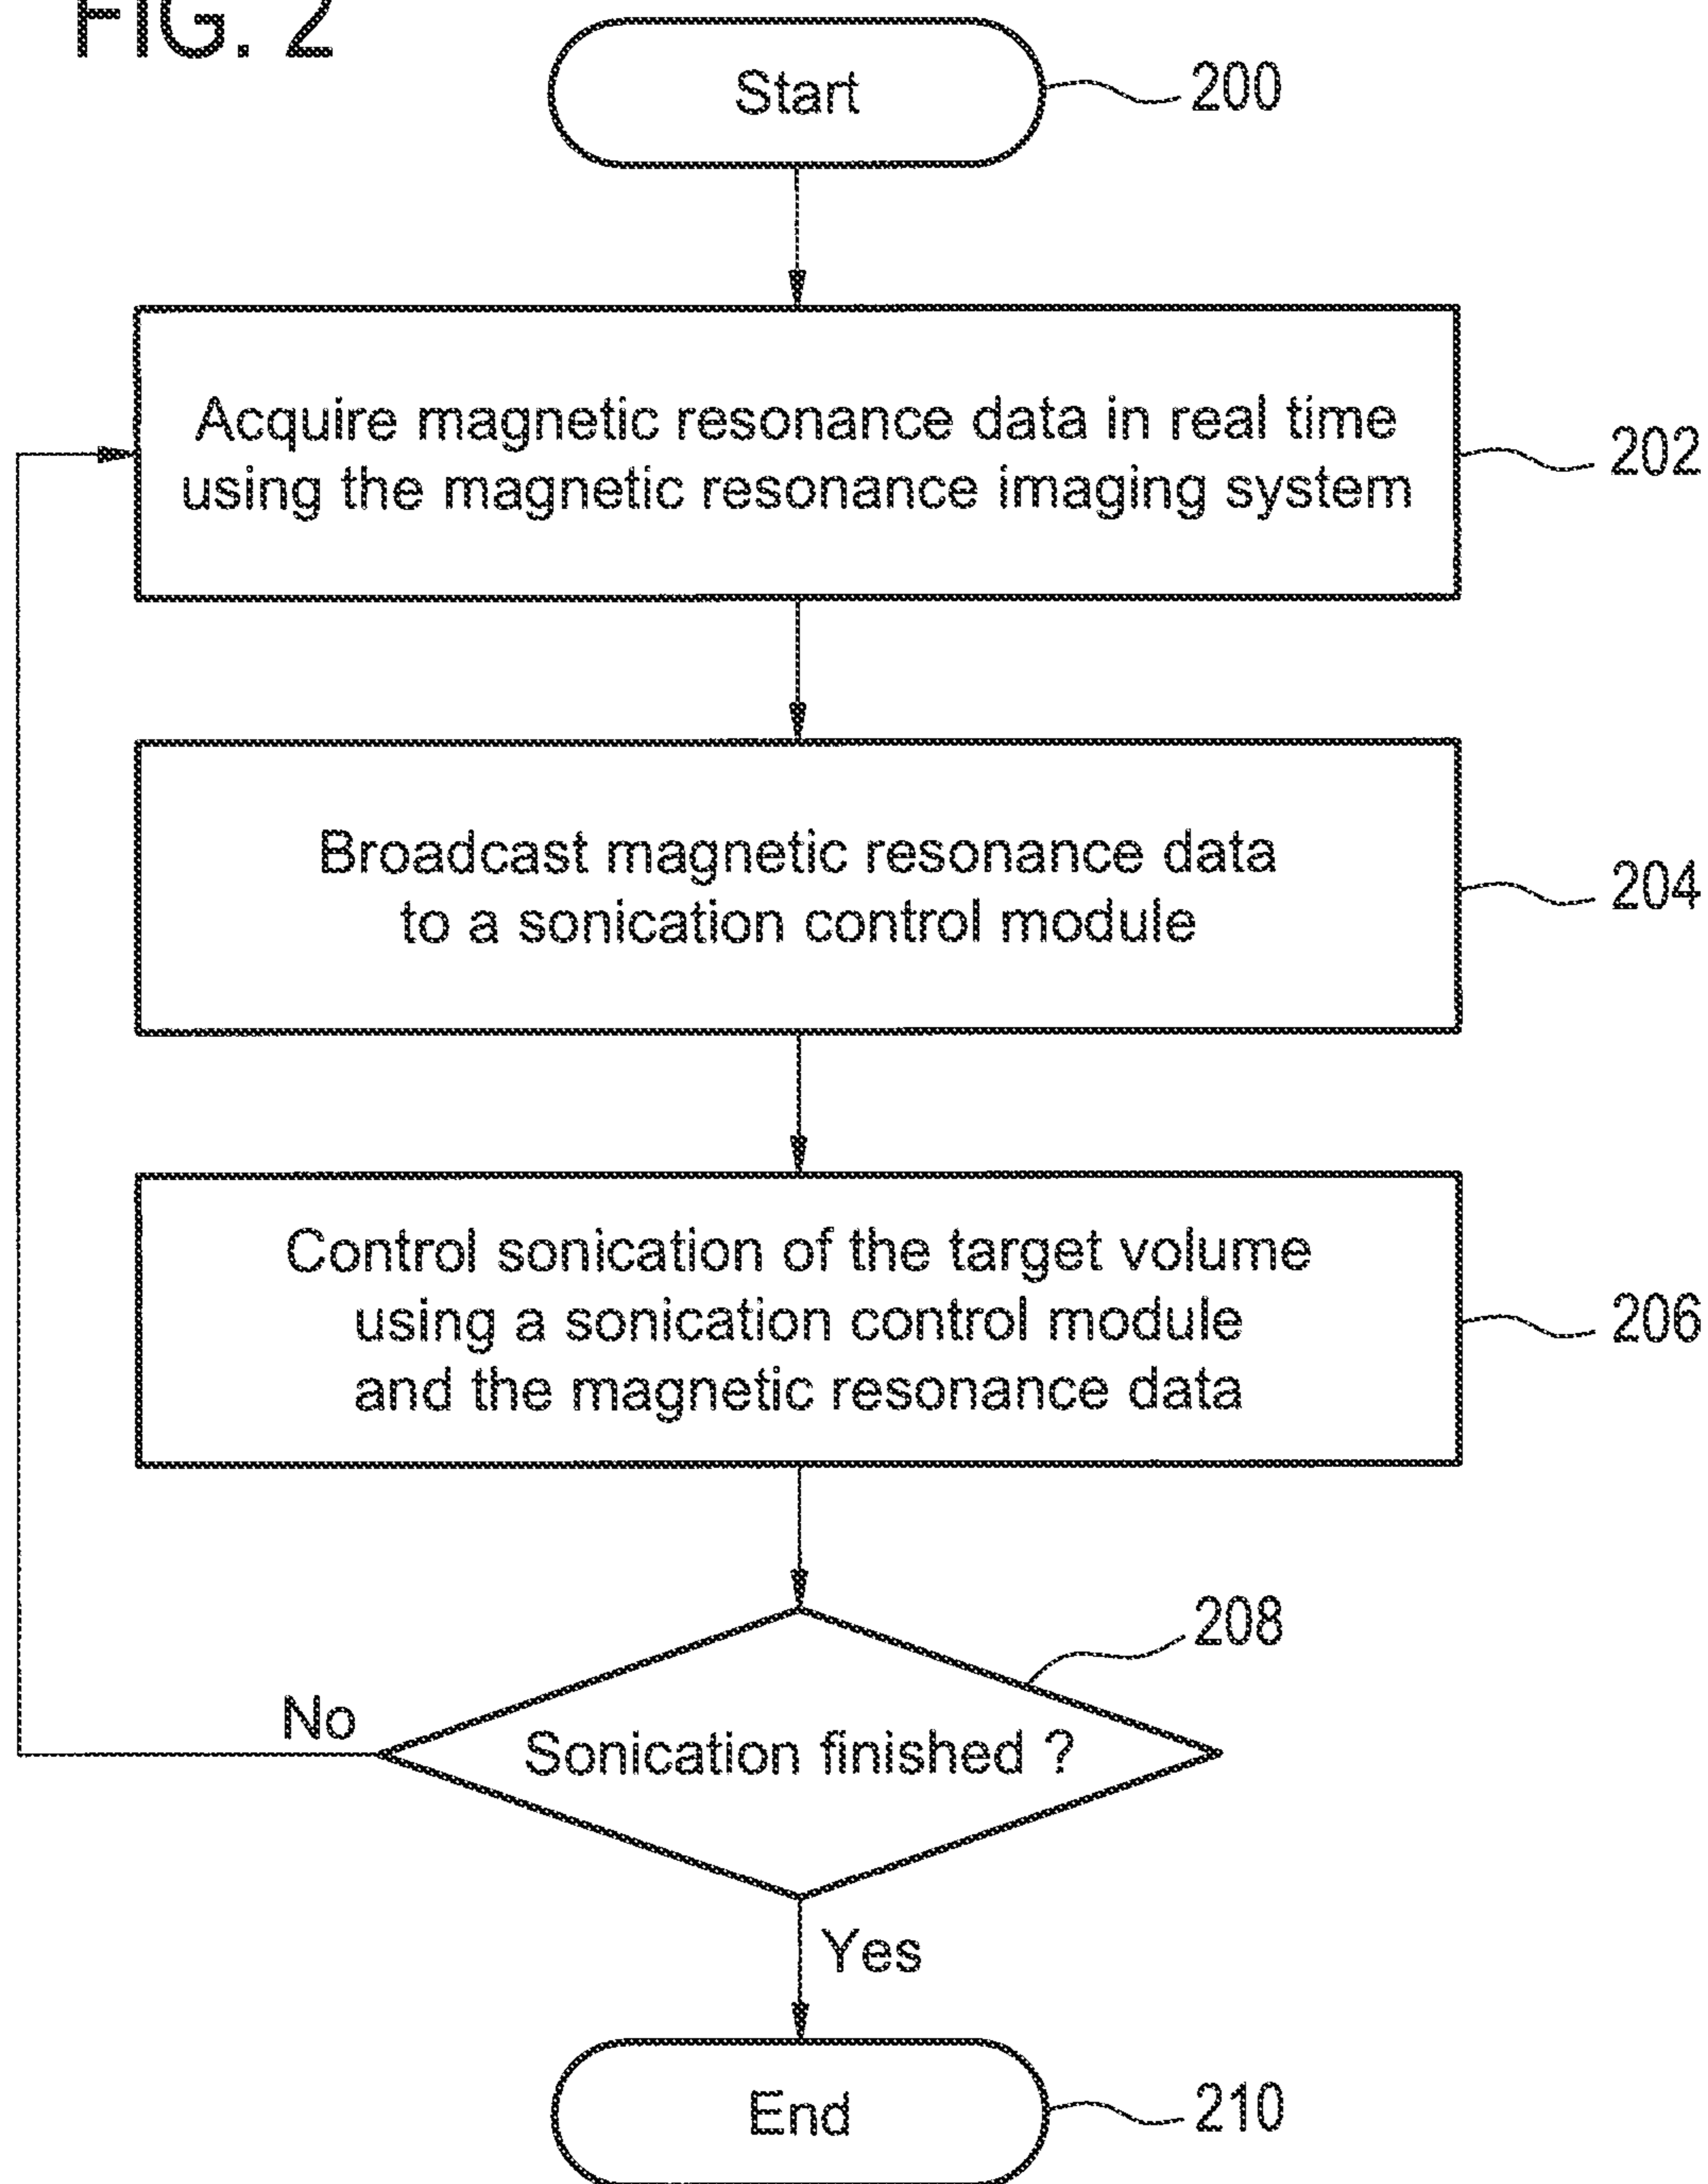 FIG. 2
Start
200
Acquire magnetic resonance data in real time
using the magnetic resonance imaging system
202
Broadcast magnetic resonance data
to a sonication control module
204
Control sonication of the target volume
using a sonication control module
and the magnetic resonance data
206
208
No
Sonication finished ?
Yes
End
210